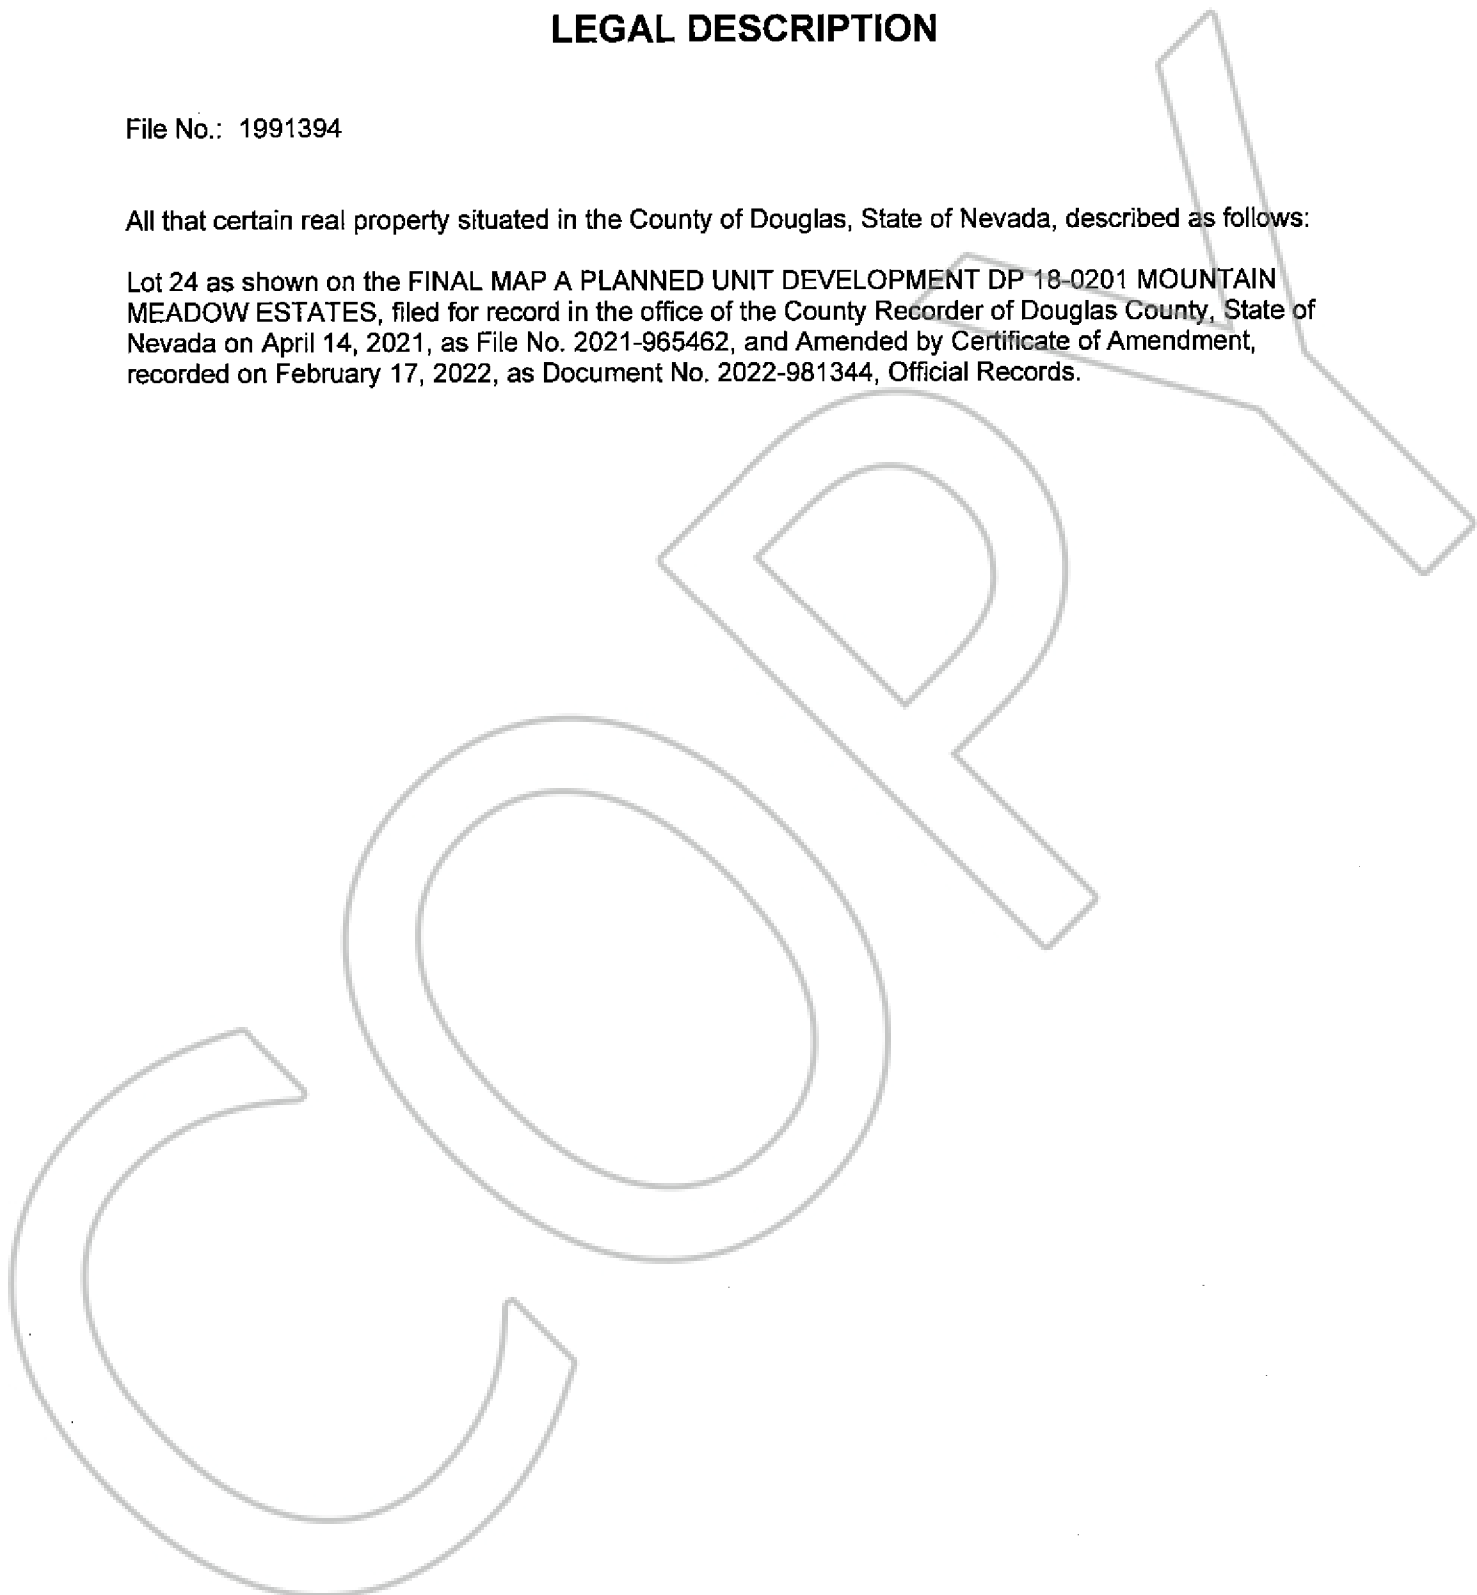 LEGAL DESCRIPTION
File No.: 1991394
All that certain real property situated in the County of Douglas, State of Nevada, described as follows:
Lot 24 as shown on the FINAL MAP A PLANNED UNIT DEVELOPMENT DP 18-0201 MOUNTAIN
MEADOW ESTATES, filed for record in the office of the County Recorder of Douglas County, State of
Nevada on April 14, 2021, as File No. 2021-965462, and Amended by Certificate of Amendment,
recorded on February 17, 2022, as Document No. 2022-981344, Official Records.
COPY